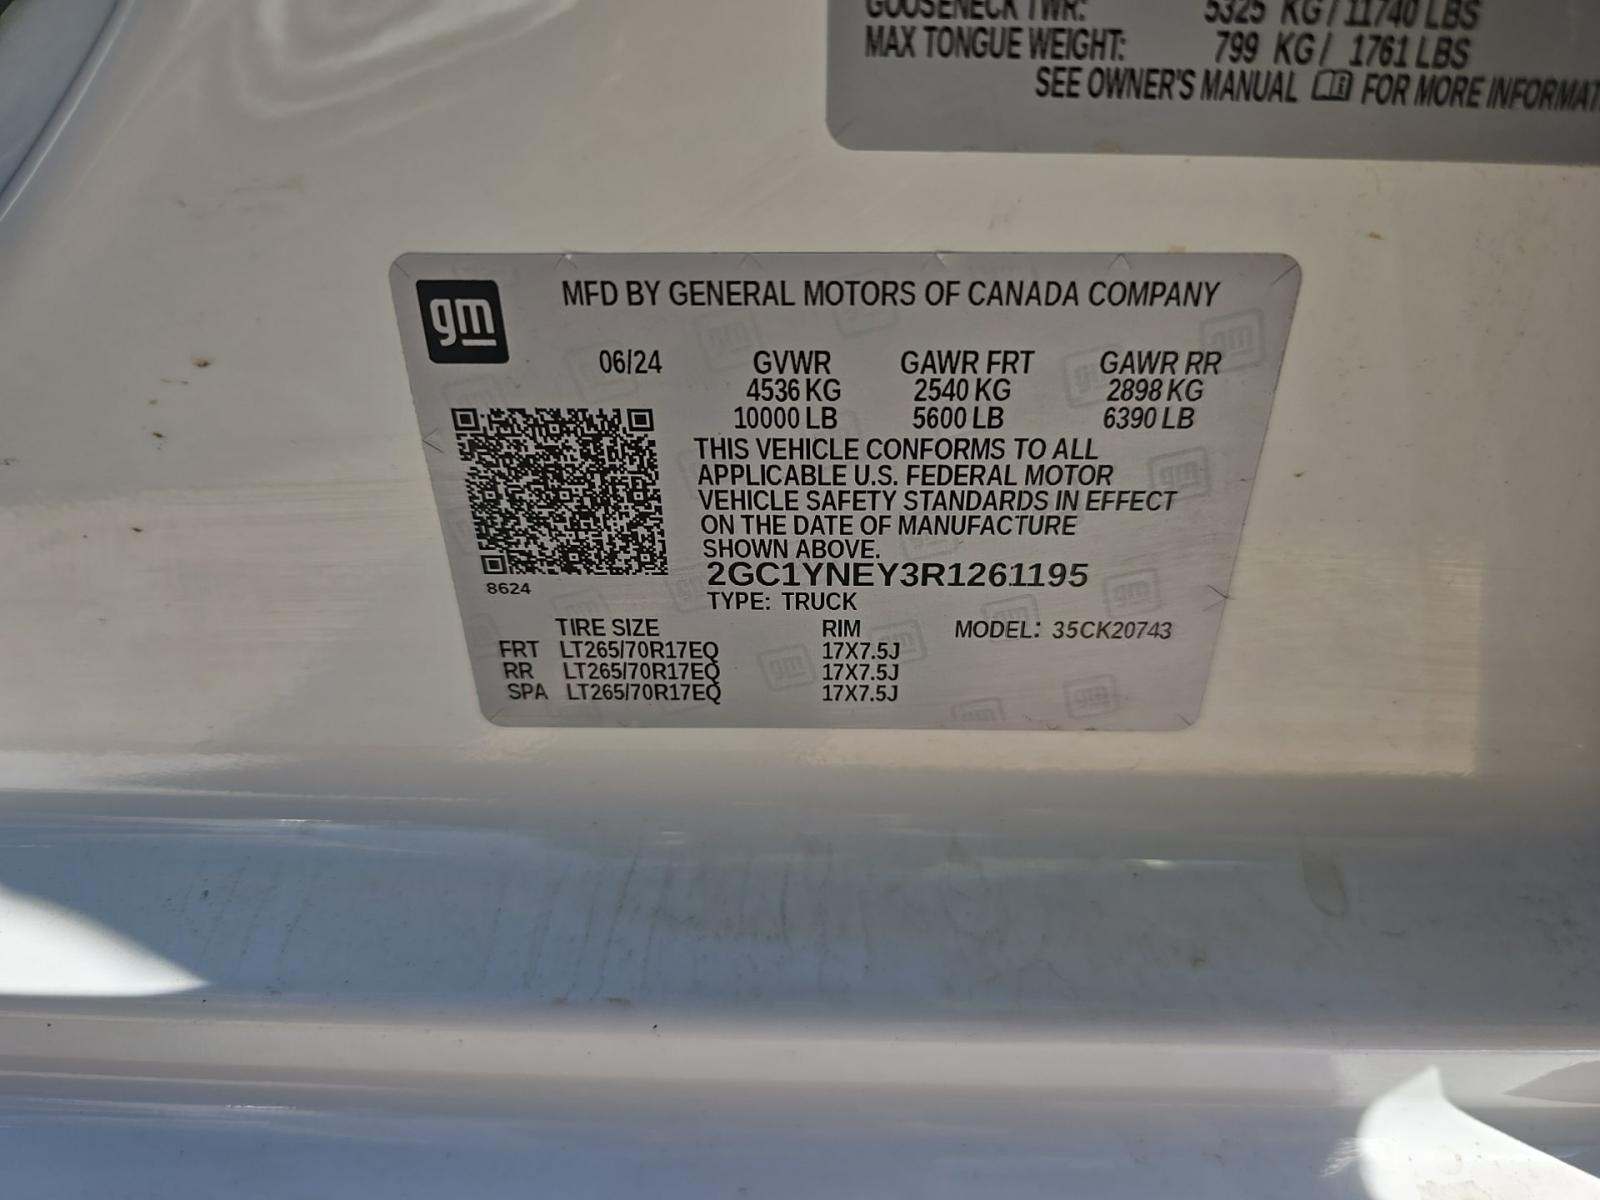 GOOSENECK TWR: 5325 KG / 11740 LBS
MAX TONGUE WEIGHT: 799 KG / 1761 LBS
SEE OWNER'S MANUAL FOR MORE INFORMAT
gm
MFD BY GENERAL MOTORS OF CANADA COMPANY
06/24 GVWR GAWR FRT GAWR RR
4536 KG 2540 KG 2898 KG
10000 LB 5600 LB 6390 LB
THIS VEHICLE CONFORMS TO ALL
APPLICABLE U.S. FEDERAL MOTOR
VEHICLE SAFETY STANDARDS IN EFFECT
ON THE DATE OF MANUFACTURE
SHOWN ABOVE.
2GC1YNEY3R1261195
8624
TYPE: TRUCK
TIRE SIZE RIM MODEL: 35CK20743
FRT LT265/70R17EQ 17X7.5J
RR LT265/70R17EQ 17X7.5J
SPA LT265/70R17EQ 17X7.5J